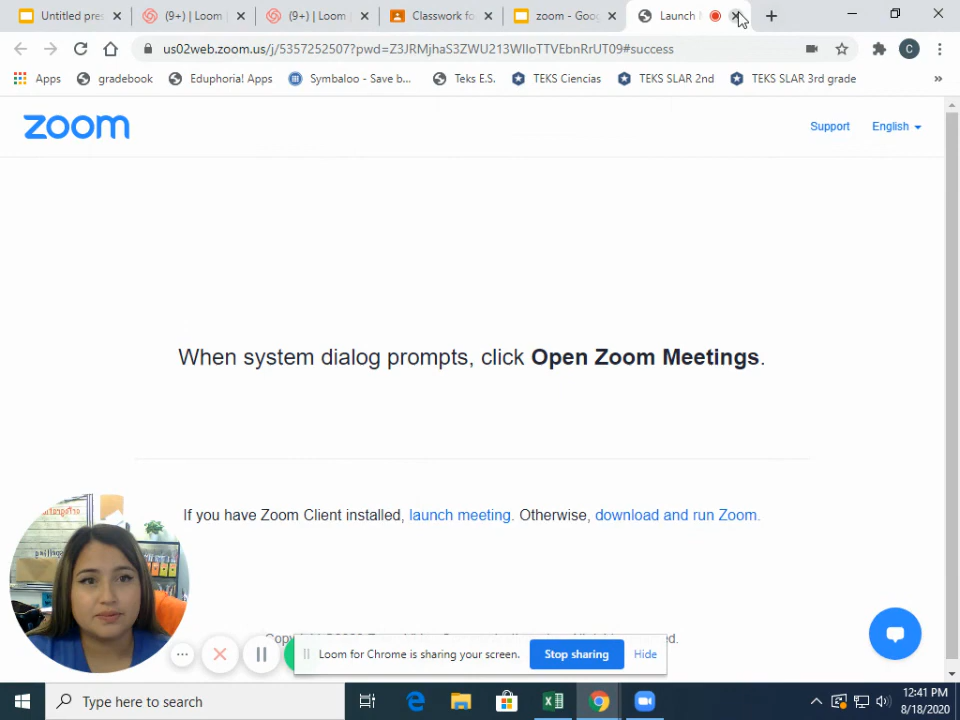 Untitled pres
(9+) | Loom
(9+) | Loom
Classwork fo
zoom - Goog
Launch
us02web.zoom.us/j/5357252507?pwd=Z3JRMjhaS3ZWU213WlloTTVEbnRrUT09#success
C
Apps
gradebook
Eduphoria! Apps
Symbaloo - Save b...
Teks E.S.
TEKS Ciencias
TEKS SLAR 2nd
TEKS SLAR 3rd grade
»
zoom
Support
English
When system dialog prompts, click Open Zoom Meetings.
If you have Zoom Client installed, launch meeting. Otherwise, download and run Zoom.
Loom for Chrome is sharing your screen.
Stop sharing
Hide
Type here to search
12:41 PM
8/18/2020